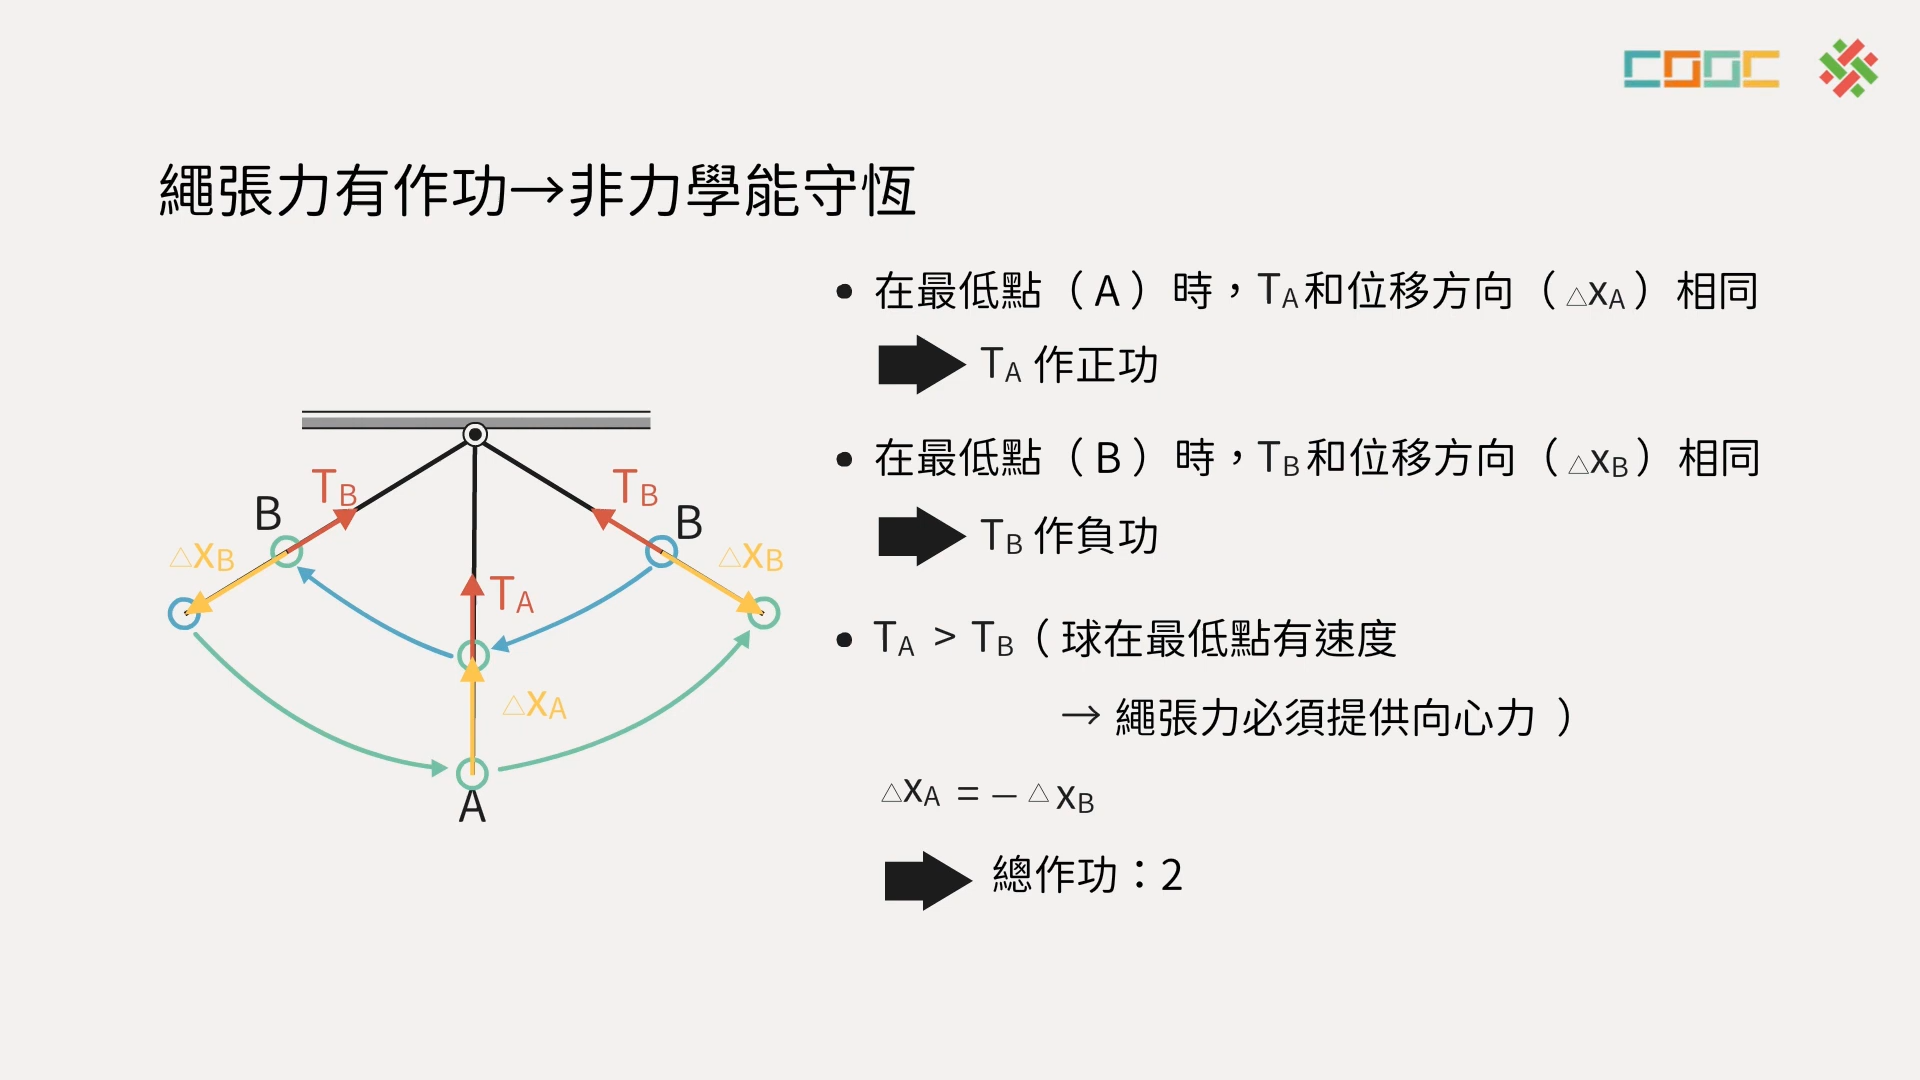 COOC
繩張力有作功→非力學能守恆
• 在最低點（A）時，TA和位移方向（△xA）相同
TA 作正功
• 在最低點（B）時，TB和位移方向（△xB）相同
TB 作負功
• TA > TB（ 球在最低點有速度
→ 繩張力必須提供向心力 ）
△xA = – △xB
總作功：2
TB
TB
B
B
△xB
△xB
TA
△xA
A